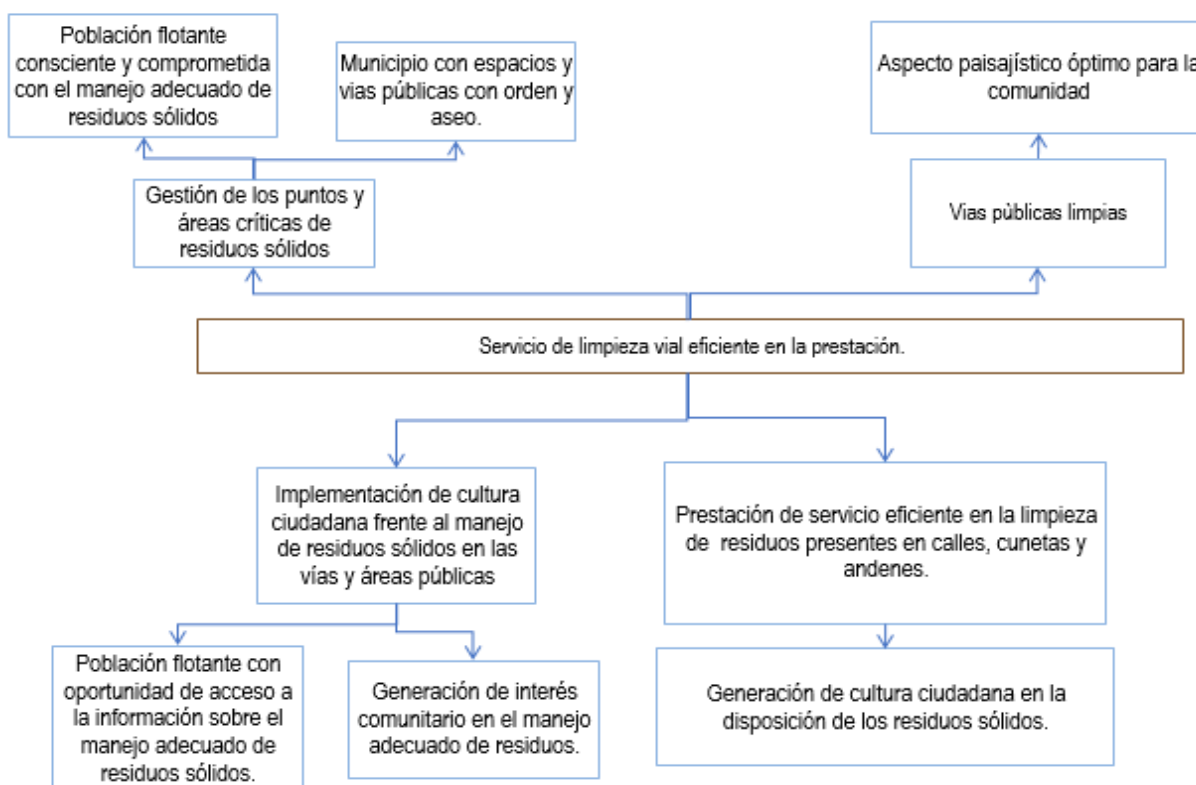 Población flotante
consciente y comprometida
con el manejo adecuado de
residuos sólidos
Municipio con espacios y
vias públicas con orden y
aseo.
Aspecto paisajístico óptimo para la
comunidad
Gestión de los puntos y
áreas críticas de
residuos sólidos
Vias pùblicas limpias
Servicio de limpieza vial eficiente en la prestación.
Implementación de cultura
ciudadana frente al manejo
de residuos sólidos en las
vías y áreas públicas
Prestación de servicio eficiente en la limpieza
de residuos presentes en calles, cunetas y
andenes.
Población flotante con
oportunidad de acceso a
la información sobre el
manejo adecuado de
residuos sólidos.
Generación de interés
comunitario en el manejo
adecuado de residuos.
Generación de cultura ciudadana en la
disposición de los residuos sólidos.